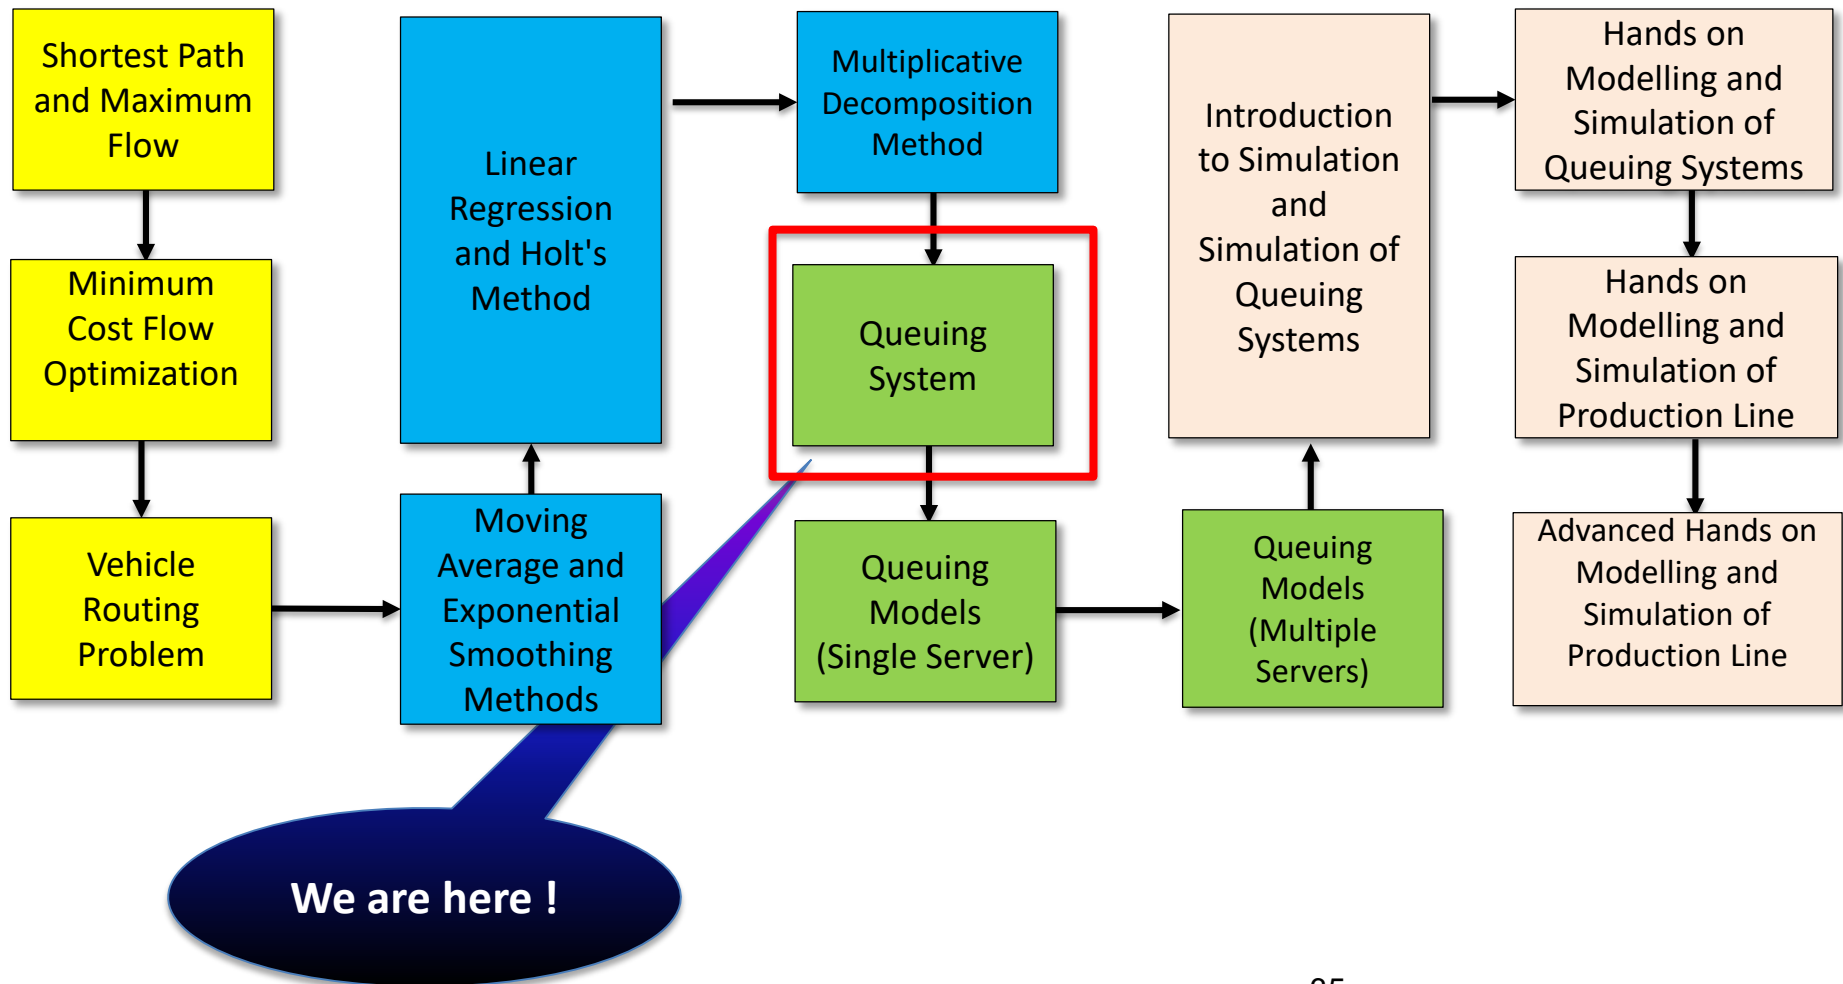 Shortest Path
and Maximum
Flow
Minimum
Cost Flow
Optimization
Vehicle
Routing
Problem
Moving
Average and
Exponential
Smoothing
Methods
Linear
Regression
and Holt's
Method
Multiplicative
Decomposition
Method
Queuing
System
Queuing
Models
(Single Server)
Queuing
Models
(Multiple
Servers)
Introduction
to Simulation
and
Simulation of
Queuing
Systems
Hands on
Modelling and
Simulation of
Queuing Systems
Hands on
Modelling and
Simulation of
Production Line
Advanced Hands on
Modelling and
Simulation of
Production Line
We are here !